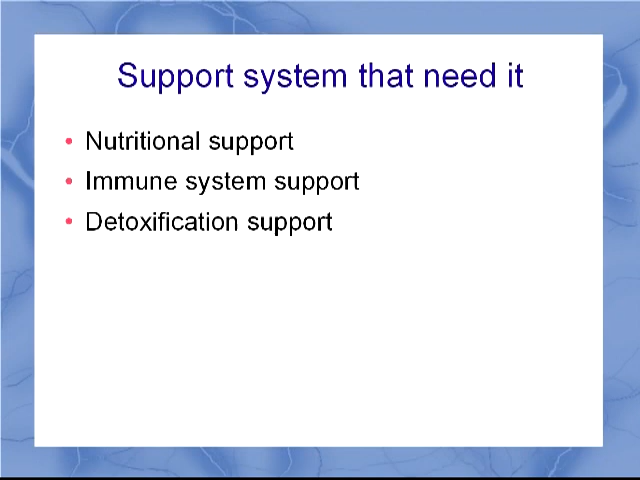 Support system that need it
• Nutritional support
• Immune system support
• Detoxification support